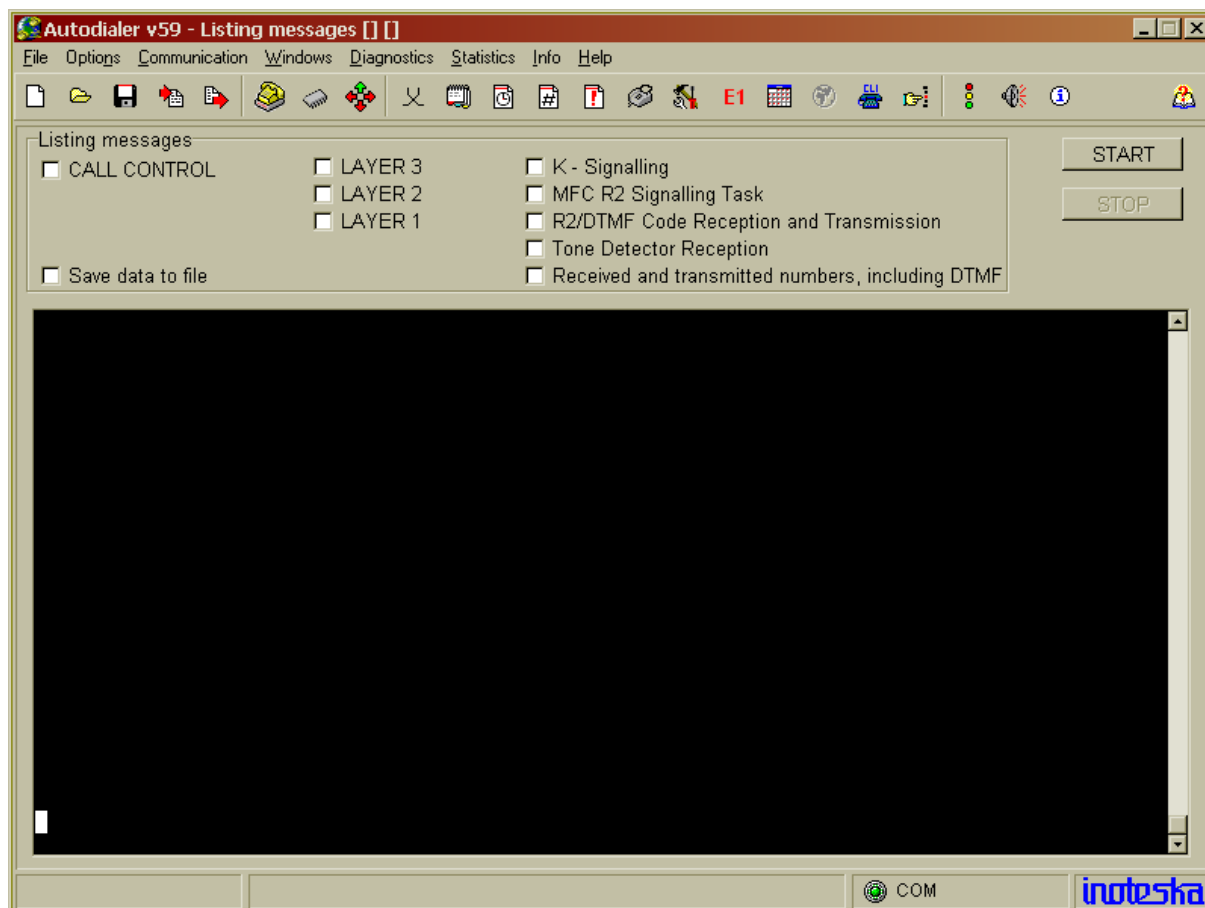 Autodialer v59 - Listing messages [] []
File Options Communication Windows Diagnostics Statistics Info Help
E1 CLI
Listing messages
CALL CONTROL
LAYER 3
LAYER 2
LAYER 1
Save data to file
K - Signalling
MFC R2 Signalling Task
R2/DTMF Code Reception and Transmission
Tone Detector Reception
Received and transmitted numbers, including DTMF
START
STOP
COM
inoteska